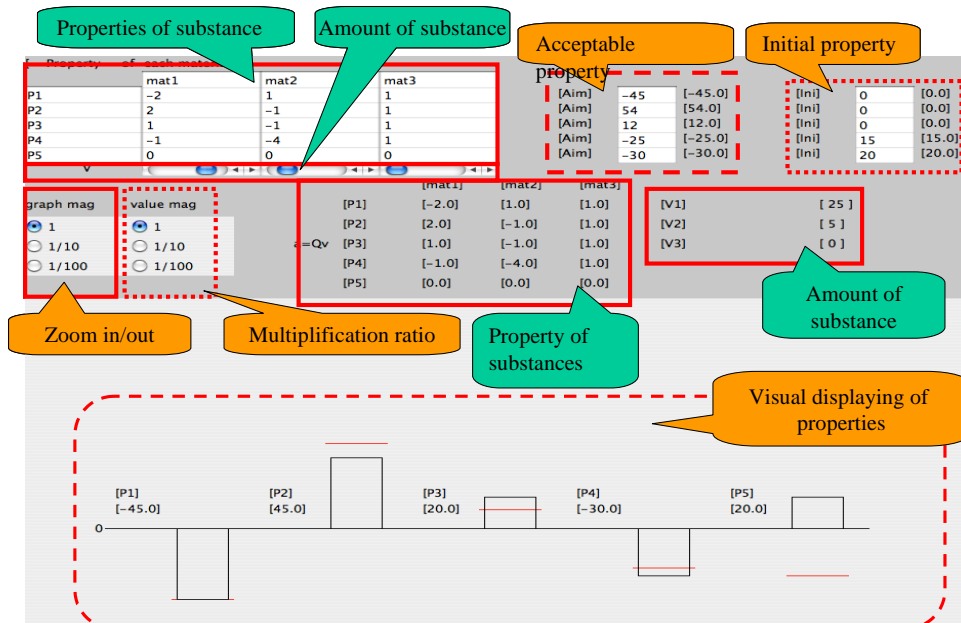 Properties of substance
Amount of substance
Acceptable property
Initial property
Property of each
mat1 mat2 mat3
P1 -2 1 1
P2 2 -1 1
P3 1 -1 1
P4 -1 -4 1
P5 0 0 0
v
[Aim] -45 [-45.0]
[Aim] 54 [54.0]
[Aim] 12 [12.0]
[Aim] -25 [-25.0]
[Aim] -30 [-30.0]
[Ini] 0 [0.0]
[Ini] 0 [0.0]
[Ini] 0 [0.0]
[Ini] 15 [15.0]
[Ini] 20 [20.0]
graph mag
1
1/10
1/100
value mag
1
1/10
1/100
[mat1] [mat2] [mat3]
[P1] [-2.0] [1.0] [1.0]
[P2] [2.0] [-1.0] [1.0]
a=Qv [P3] [1.0] [-1.0] [1.0]
[P4] [-1.0] [-4.0] [1.0]
[P5] [0.0] [0.0] [0.0]
[V1] [ 25 ]
[V2] [ 5 ]
[V3] [ 0 ]
Zoom in/out
Multiplification ratio
Property of
substances
Amount of
substance
Visual displaying of
properties
[P1] [P2] [P3] [P4] [P5]
[-45.0] [45.0] [20.0] [-30.0] [20.0]
0